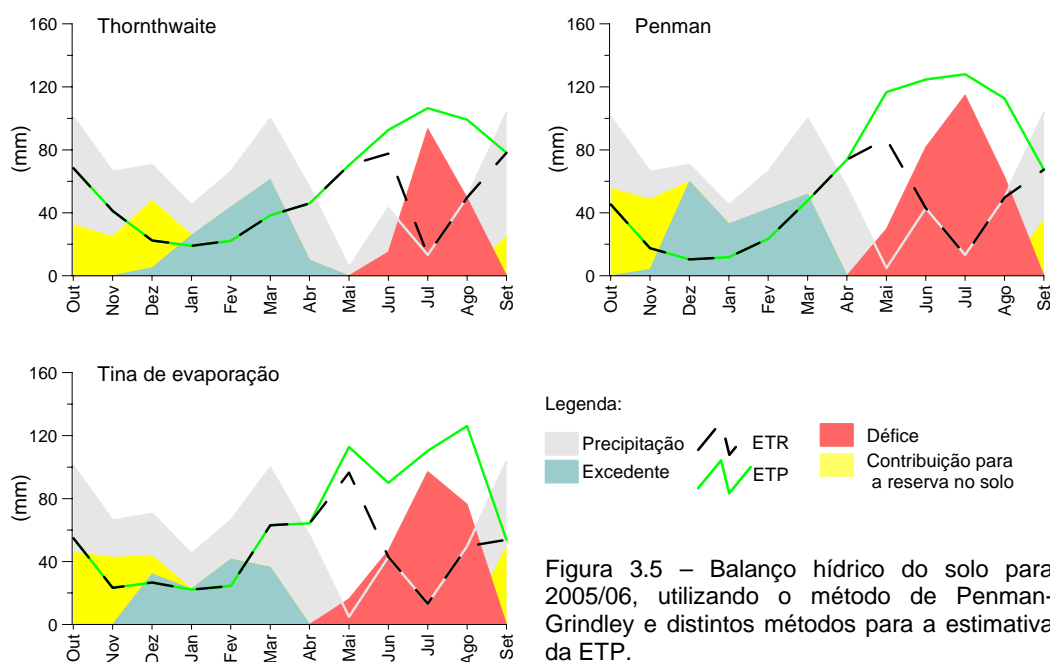 Thornthwaite
160
120
80
40
0
(mm)
Out Nov Dez Jan Fev Mar Abr Mai Jun Jul Ago Set
Penman
160
120
80
40
0
(mm)
Out Nov Dez Jan Fev Mar Abr Mai Jun Jul Ago Set
Tina de evaporação
160
120
80
40
0
(mm)
Out Nov Dez Jan Fev Mar Abr Mai Jun Jul Ago Set
Legenda:
Precipitação
Excedente
ETR
ETP
Défice
Contribuição para
a reserva no solo
Figura 3.5 – Balanço hídrico do solo para
2005/06, utilizando o método de Penman-
Grindley e distintos métodos para a estimativa
da ETP.